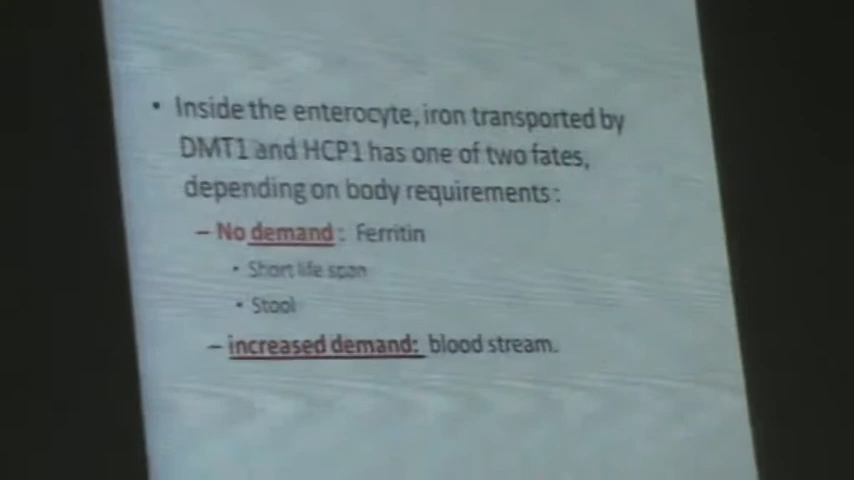 • Inside the enterocyte, iron transported by
DMT1 and HCP1 has one of two fates,
depending on body requirements:
– No demand: Ferritin
• Short life span
• Stool
– increased demand: blood stream.